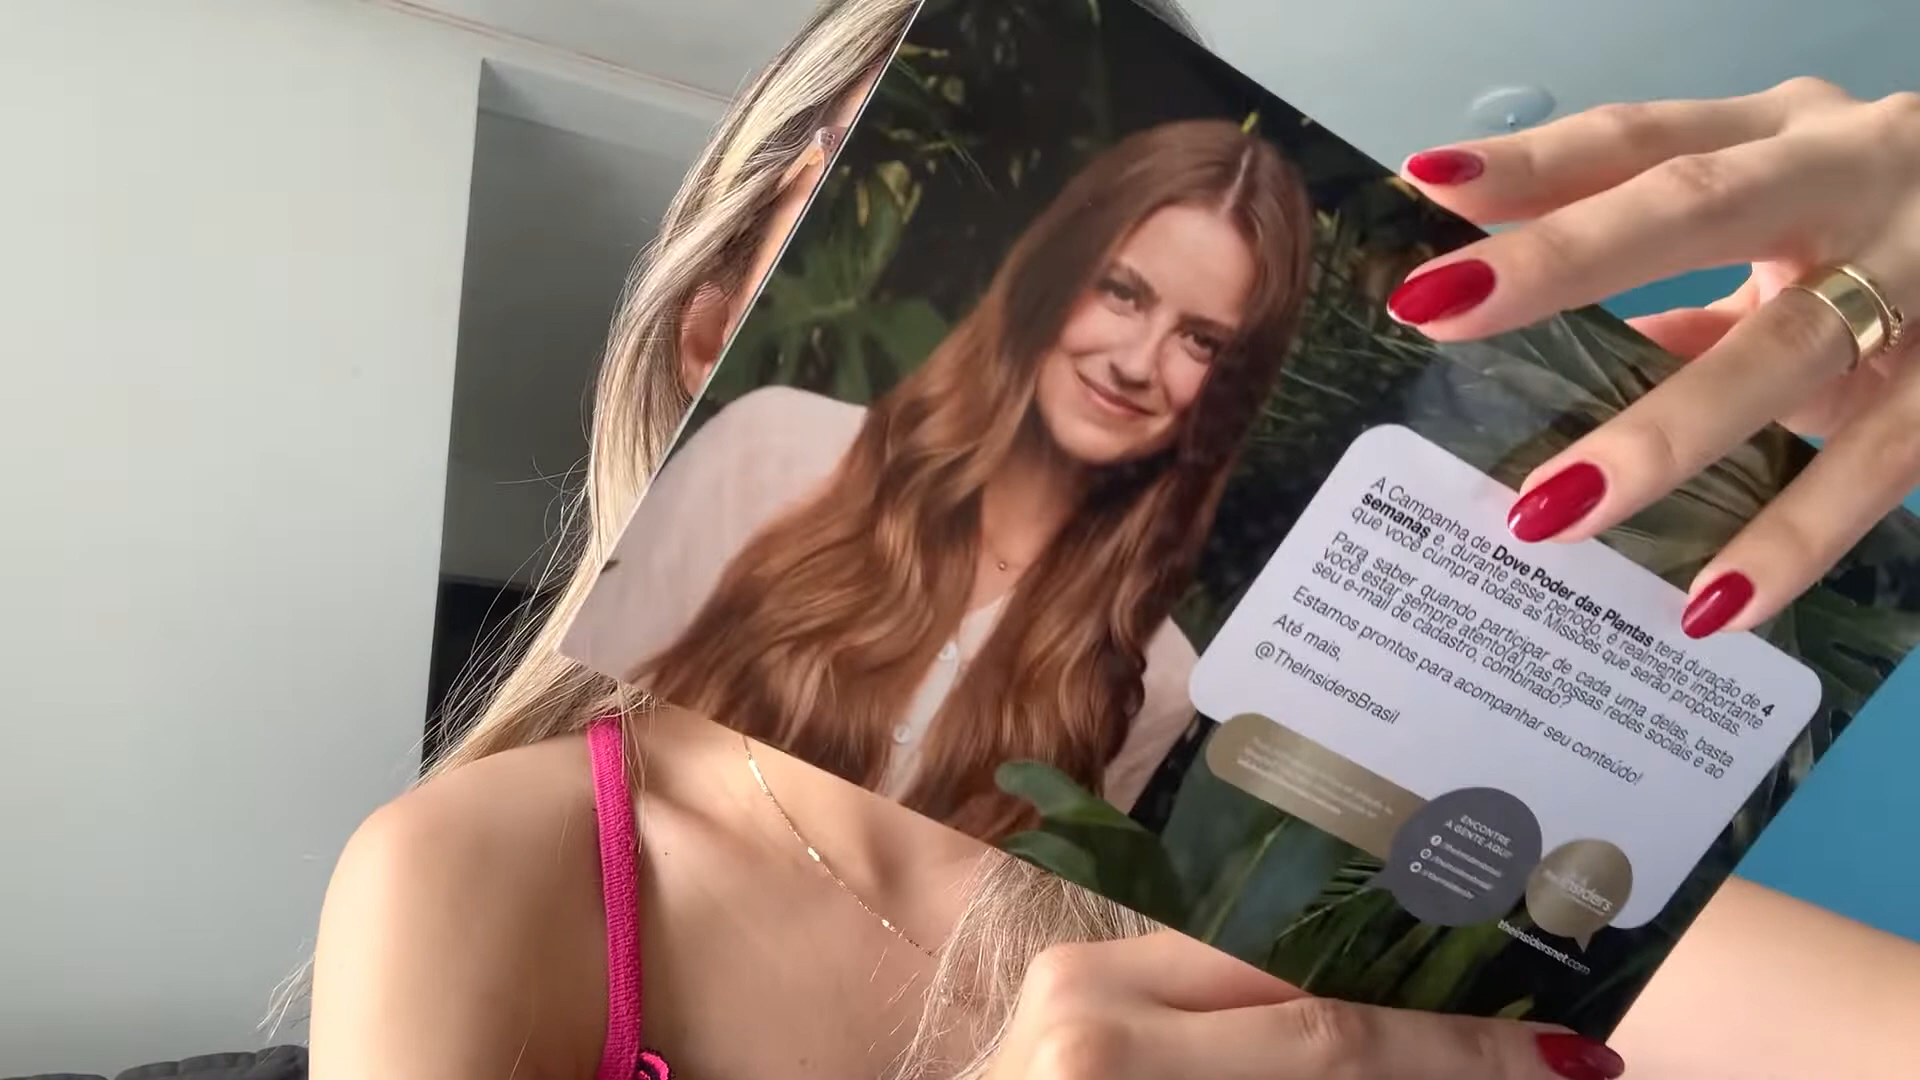 A Campanha de Dove Poder das Plantas terá duração de 4
semanas e, durante esse período, é realmente importante
que você cumpra todas as Missões que serão propostas.
Para saber quando participar de cada uma delas, basta
você estar sempre atento(a) nas nossas redes sociais e ao
seu e-mail de cadastro, combinado?
Estamos prontos para acompanhar seu conteúdo!
Até mais,
@TheInsidersBrasil
ENCONTRE
A GENTE AQUI!
insiders
theinsidersnet.com